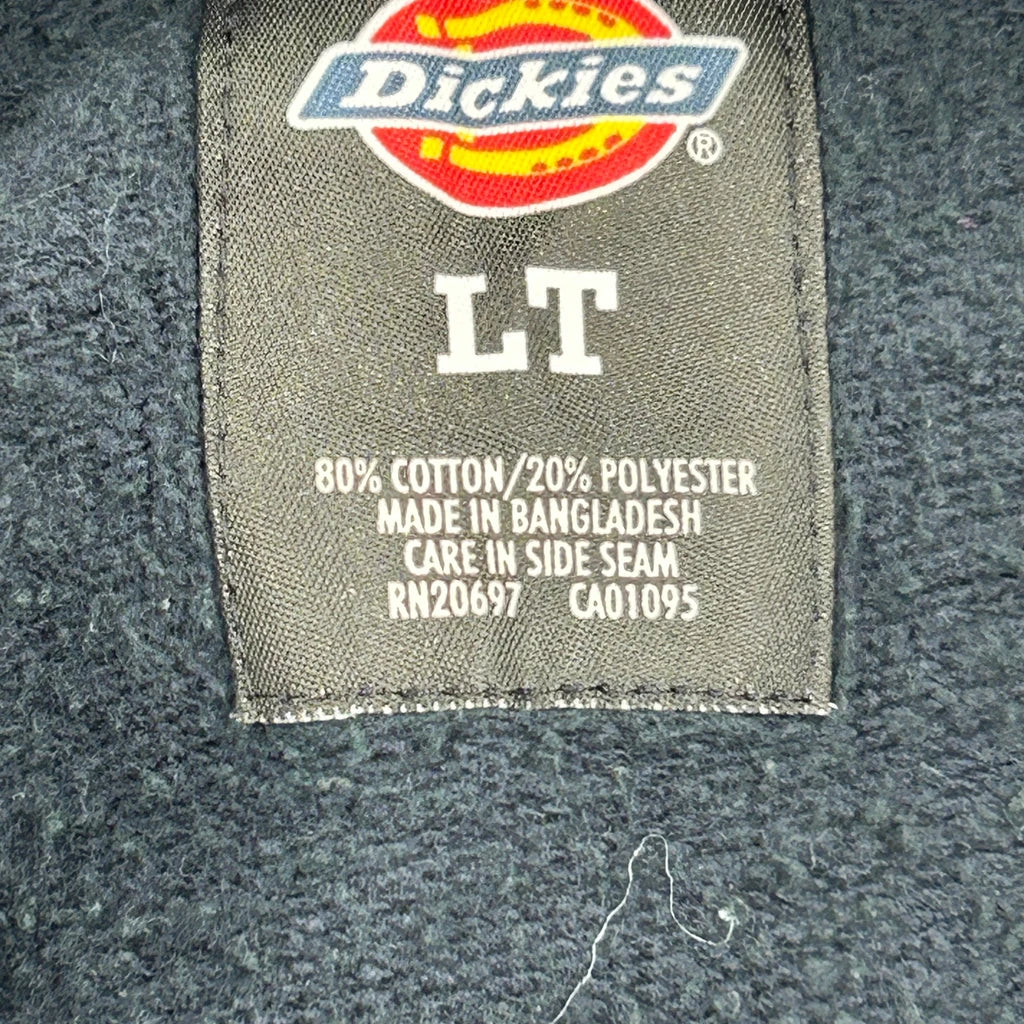 Dickies
®
LT
80% COTTON/20% POLYESTER
MADE IN BANGLADESH
CARE IN SIDE SEAM
RN20697 CA01095